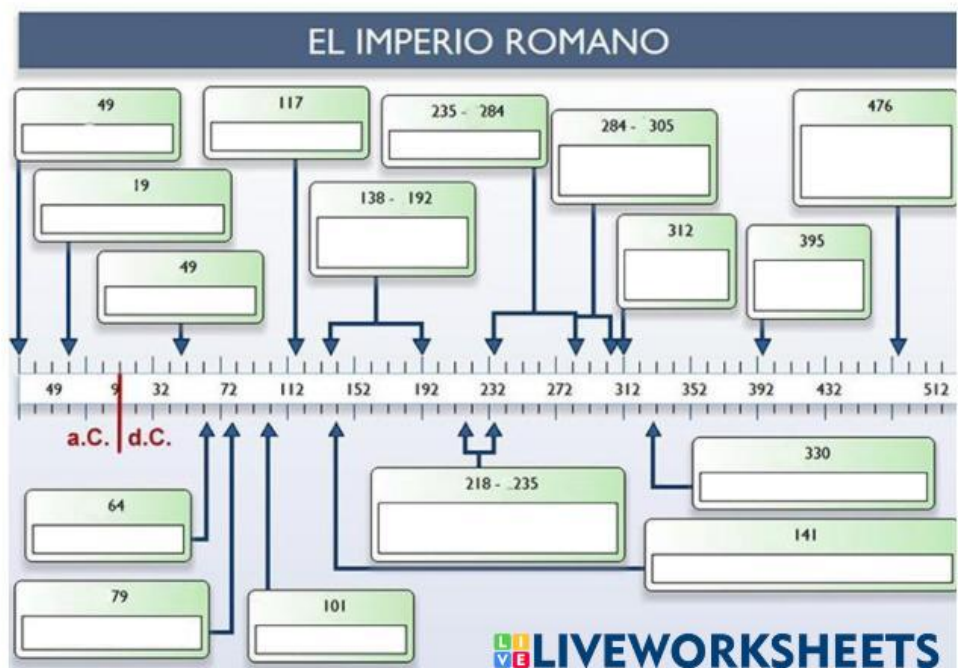 EL IMPERIO ROMANO
49
117
235 - 284
284 - 305
476
19
138 - 192
312
395
49
49 9 32 72 112 152 192 232 272 312 352 392 432 512
a.C. d.C.
64
218 - 235
330
141
79
101
LIVE LIVEWORKSHEETS